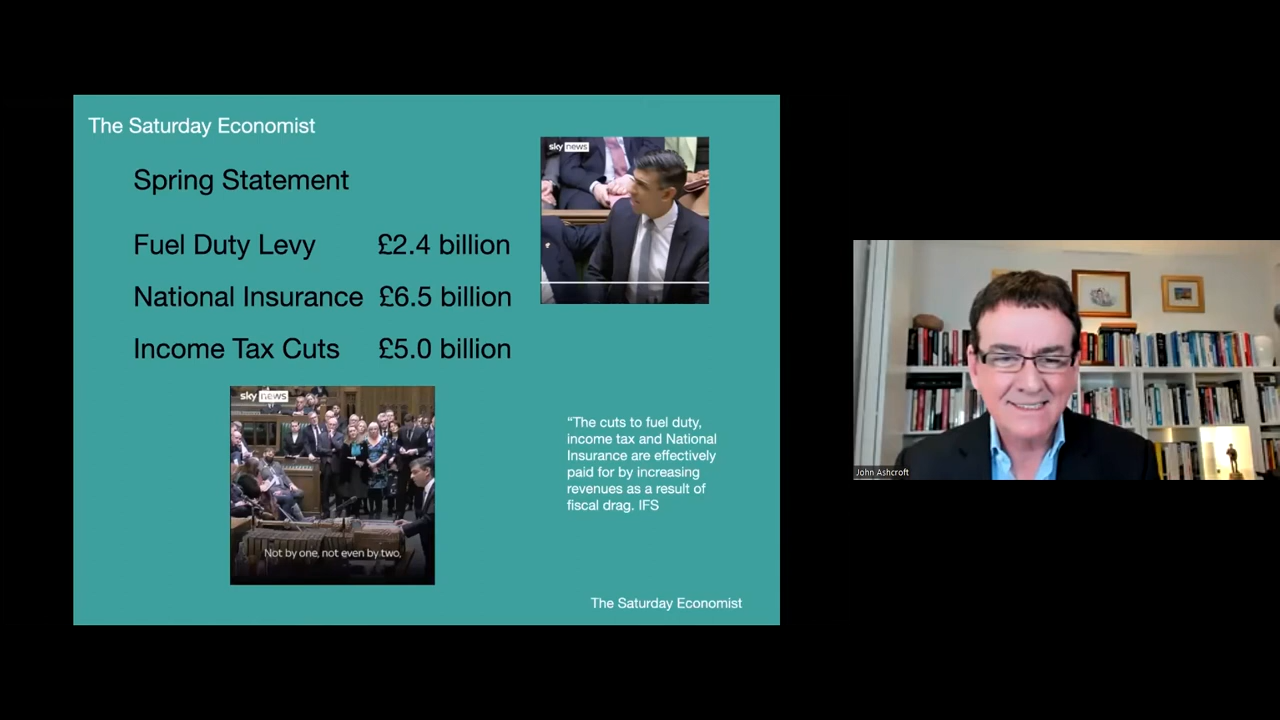 The Saturday Economist
Spring Statement
Fuel Duty Levy £2.4 billion
National Insurance £6.5 billion
Income Tax Cuts £5.0 billion
sky news
sky news
Not by one, not even by two,
“The cuts to fuel duty,
income tax and National
Insurance are effectively
paid for by increasing
revenues as a result of
fiscal drag. IFS
The Saturday Economist
John Ashcroft